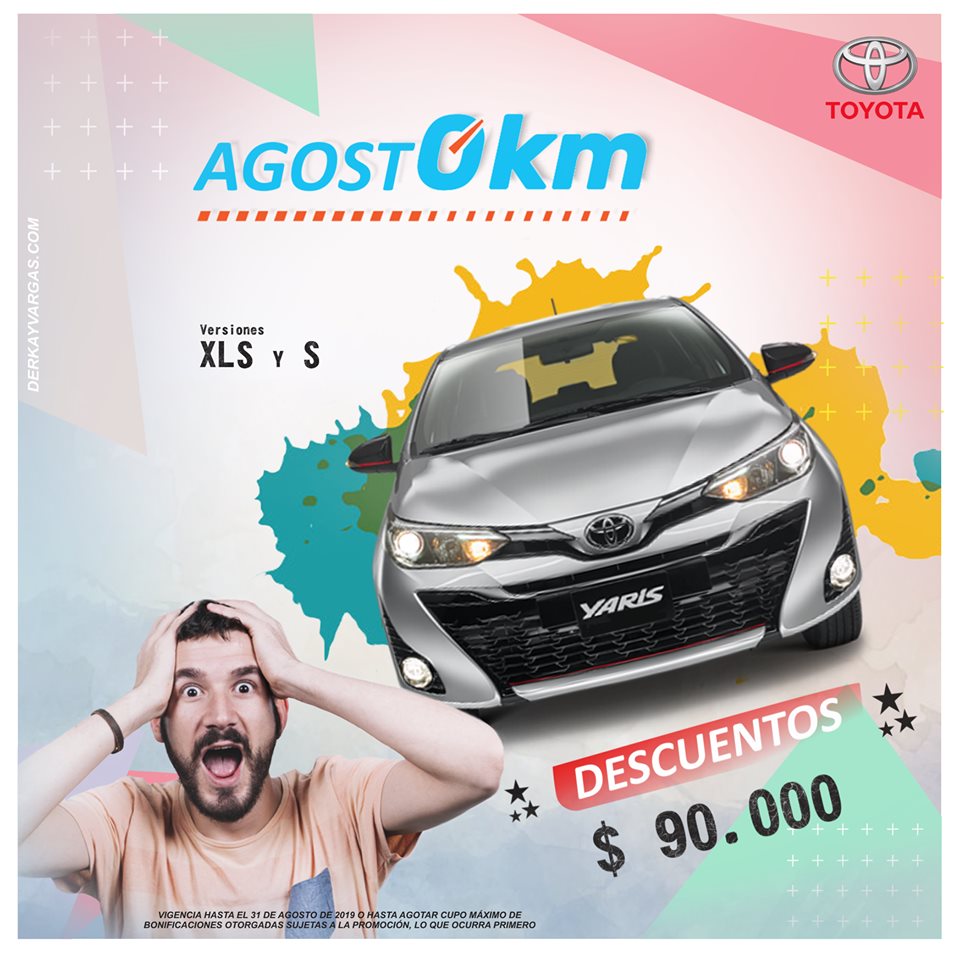 TOYOTA
AGOST0km
DERKAYVARGAS.COM
Versiones
XLS Y S
YARIS
DESCUENTOS
$ 90.000
VIGENCIA HASTA EL 31 DE AGOSTO DE 2019 O HASTA AGOTAR CUPO MÁXIMO DE
BONIFICACIONES OTORGADAS SUJETAS A LA PROMOCIÓN, LO QUE OCURRA PRIMERO